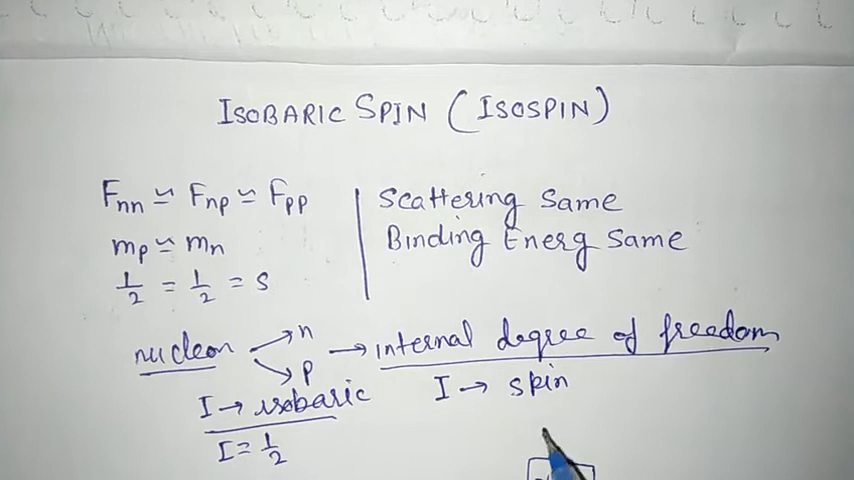 ISOBARIC SPIN (ISOSPIN)
Fnn ≃ Fnp ≃ Fpp
Scattering Same
mp ≃ mn
Binding Energ Same
1/2 = 1/2 = s
nucleon → n → internal degree of freedom
→ p
I → isobaric
I → spin
I = 1/2